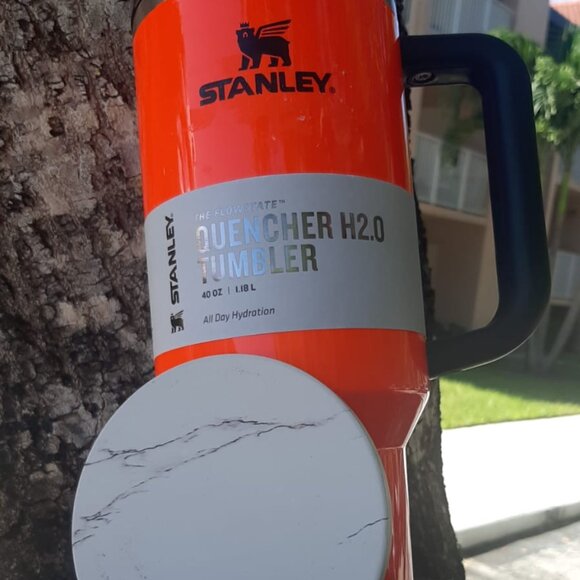 STANLEY®
THE FLOWSTATE™
QUENCHER H2.0
TUMBLER
40 OZ | 1.18 L
All Day Hydration
STANLEY